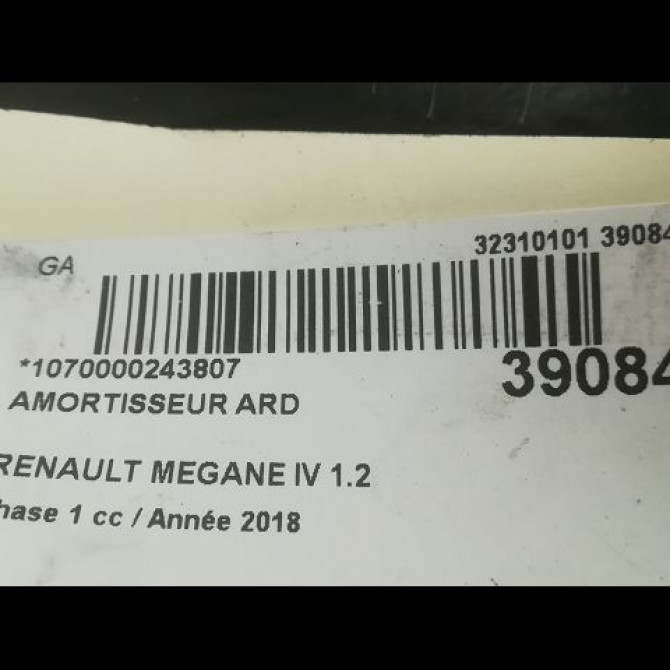 GA
32310101 39084
*1070000243807
39084
AMORTISSEUR ARD
RENAULT MEGANE IV 1.2
hase 1 cc / Année 2018